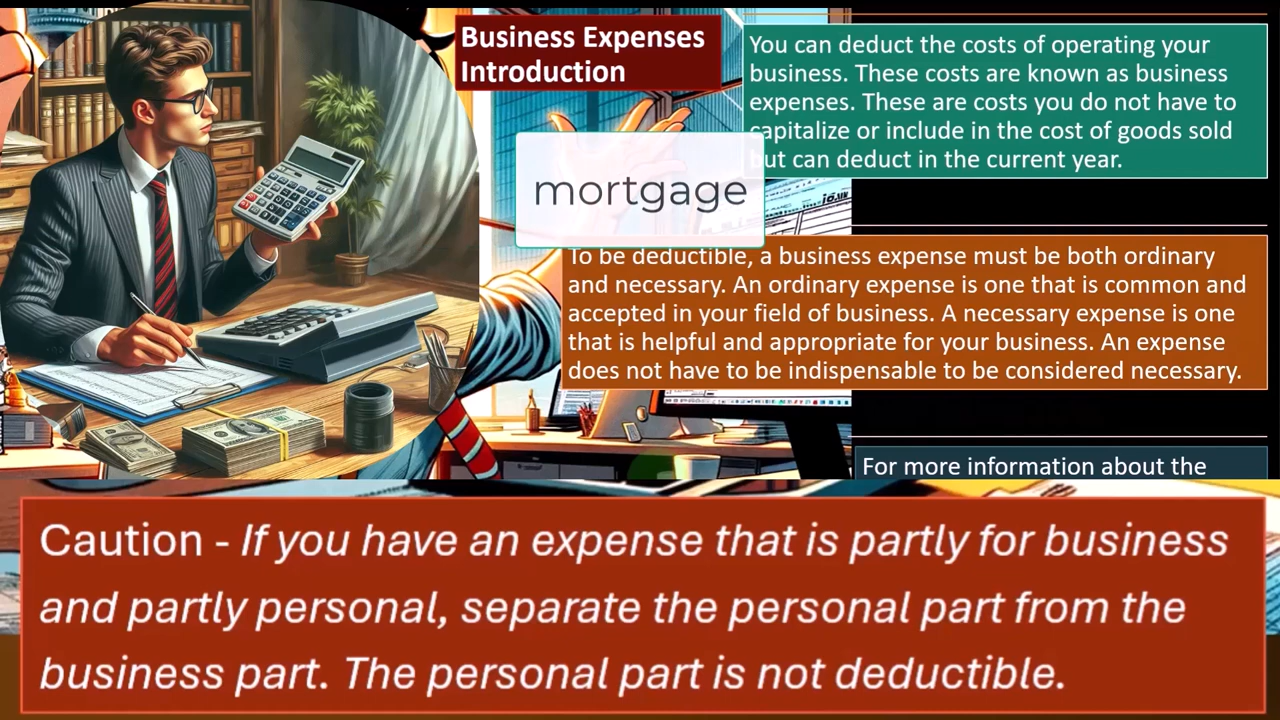 Business Expenses
Introduction
You can deduct the costs of operating your
business. These costs are known as business
expenses. These are costs you do not have to
capitalize or include in the cost of goods sold
but can deduct in the current year.
mortgage
To be deductible, a business expense must be both ordinary
and necessary. An ordinary expense is one that is common and
accepted in your field of business. A necessary expense is one
that is helpful and appropriate for your business. An expense
does not have to be indispensable to be considered necessary.
For more information about the
Caution - If you have an expense that is partly for business
and partly personal, separate the personal part from the
business part. The personal part is not deductible.